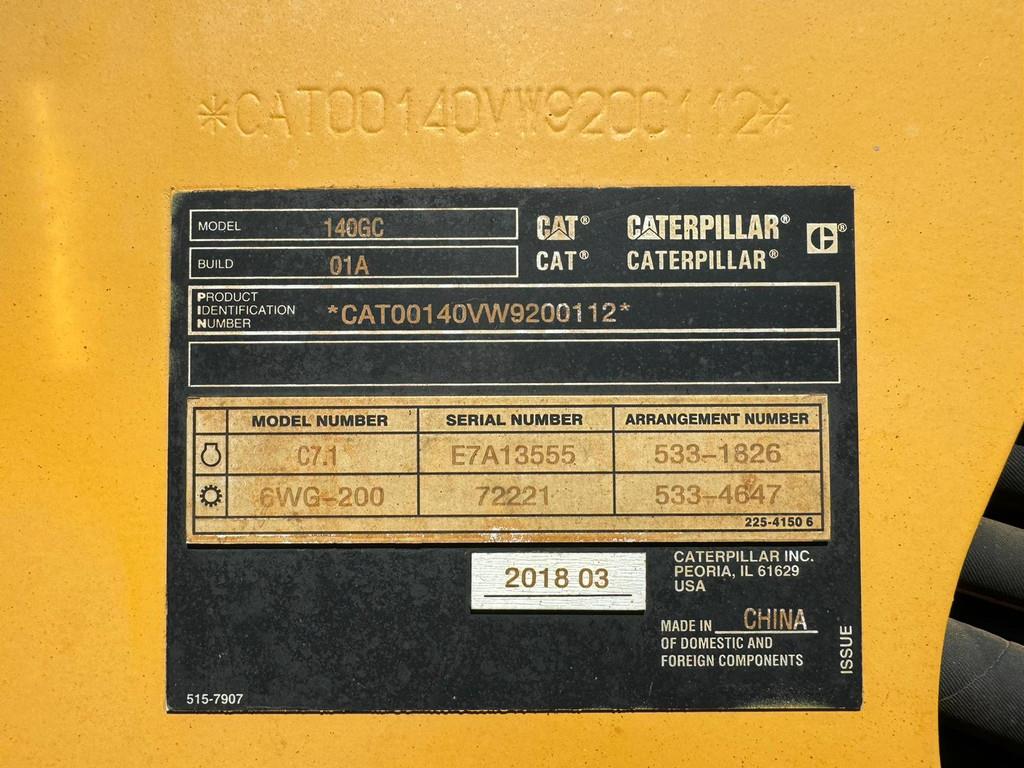 *CAT00140VW9200112*
MODEL 140GC
BUILD 01A
CAT® CATERPILLAR® ®
CAT® CATERPILLAR®
PRODUCT
IDENTIFICATION
NUMBER
*CAT00140VW9200112*
MODEL NUMBER SERIAL NUMBER ARRANGEMENT NUMBER
C7.1 E7A13555 533-1826
6WG-200 72221 533-4647
225-4150 6
2018 03
CATERPILLAR INC.
PEORIA, IL 61629
USA
MADE IN CHINA
OF DOMESTIC AND
FOREIGN COMPONENTS
ISSUE
515-7907